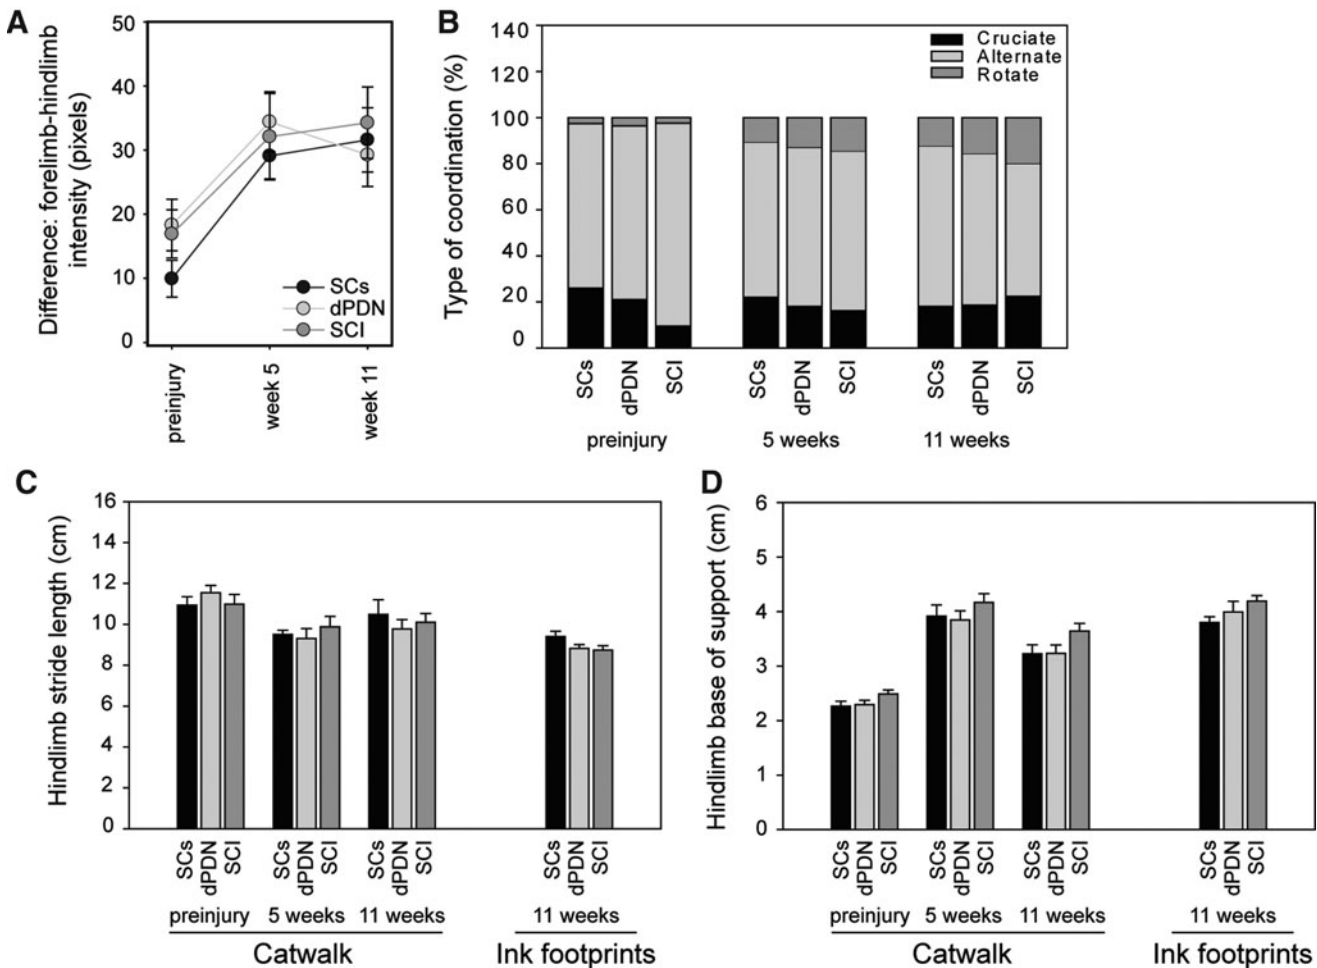 A
Difference: forelimb-hindlimb
intensity (pixels)
50
40
30
20
10
0
SCs
dPDN
SCI
preinjury
week 5
week 11
B
Type of coordination (%)
140
120
100
80
60
40
20
0
Cruciate
Alternate
Rotate
SCs dPDN SCI SCs dPDN SCI SCs dPDN SCI
preinjury 5 weeks 11 weeks
C
Hindlimb stride length (cm)
16
14
12
10
8
6
4
2
0
SCs dPDN SCI SCs dPDN SCI SCs dPDN SCI SCs dPDN SCI
preinjury 5 weeks 11 weeks 11 weeks
Catwalk Ink footprints
D
Hindlimb base of support (cm)
6
5
4
3
2
1
0
SCs dPDN SCI SCs dPDN SCI SCs dPDN SCI SCs dPDN SCI
preinjury 5 weeks 11 weeks 11 weeks
Catwalk Ink footprints